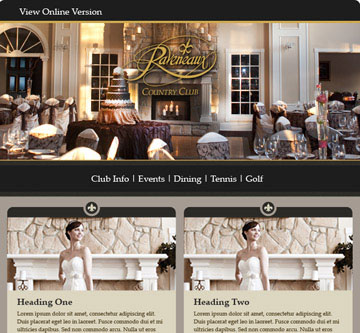 View Online Version
Raveneaux
COUNTRY CLUB
Club Info | Events | Dining | Tennis | Golf
Heading One
Lorem ipsum dolor sit amet, consectetur adipiscing elit.
Duis placerat eget leo in laoreet. Fusce commodo dui et mi
ultricies dapibus. Sed non commodo arcu. Nulla ut eros
Heading Two
Lorem ipsum dolor sit amet, consectetur adipiscing elit.
Duis placerat eget leo in laoreet. Fusce commodo dui et mi
ultricies dapibus. Sed non commodo arcu. Nulla ut eros